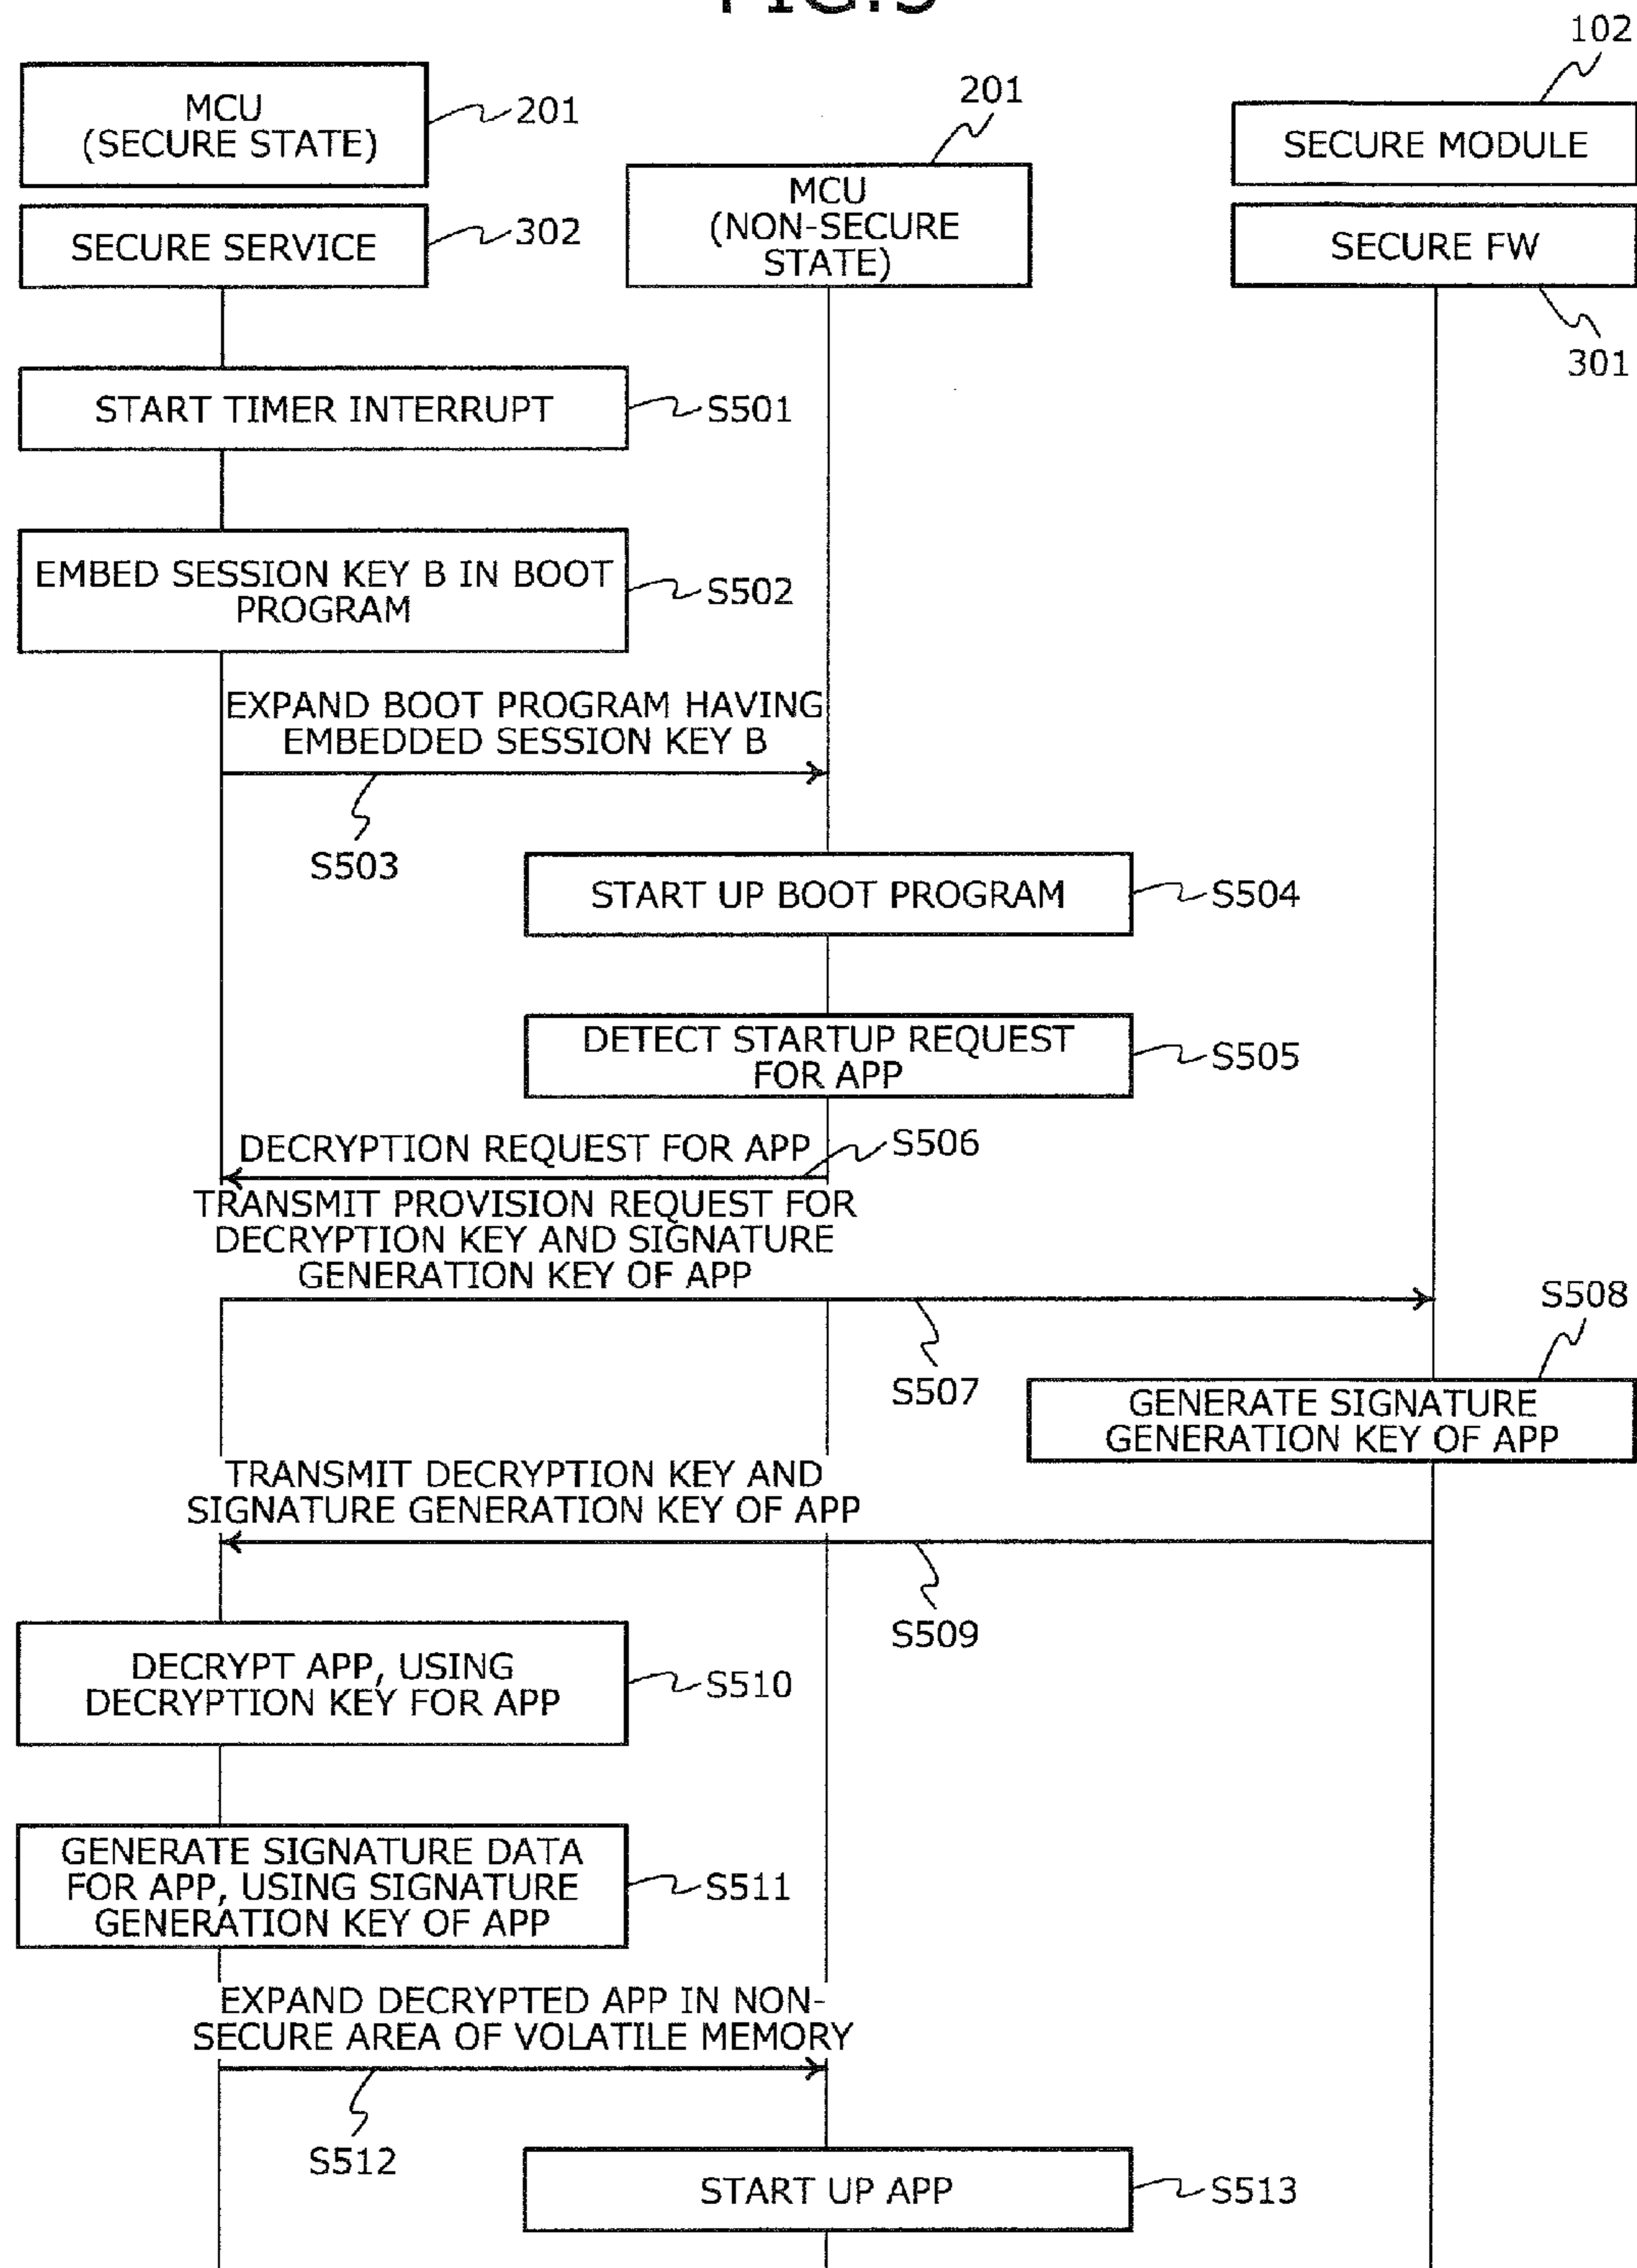 FIG.5
102
MCU
(SECURE STATE)
201
201
SECURE MODULE
MCU
(NON-SECURE
STATE)
SECURE SERVICE
302
SECURE FW
301
START TIMER INTERRUPT
S501
EMBED SESSION KEY B IN BOOT
PROGRAM
S502
EXPAND BOOT PROGRAM HAVING
EMBEDDED SESSION KEY B
S503
START UP BOOT PROGRAM
S504
DETECT STARTUP REQUEST
FOR APP
S505
DECRYPTION REQUEST FOR APP
S506
TRANSMIT PROVISION REQUEST FOR
DECRYPTION KEY AND SIGNATURE
GENERATION KEY OF APP
S507
S508
GENERATE SIGNATURE
GENERATION KEY OF APP
TRANSMIT DECRYPTION KEY AND
SIGNATURE GENERATION KEY OF APP
S509
DECRYPT APP, USING
DECRYPTION KEY FOR APP
S510
GENERATE SIGNATURE DATA
FOR APP, USING SIGNATURE
GENERATION KEY OF APP
S511
EXPAND DECRYPTED APP IN NON-
SECURE AREA OF VOLATILE MEMORY
S512
START UP APP
S513